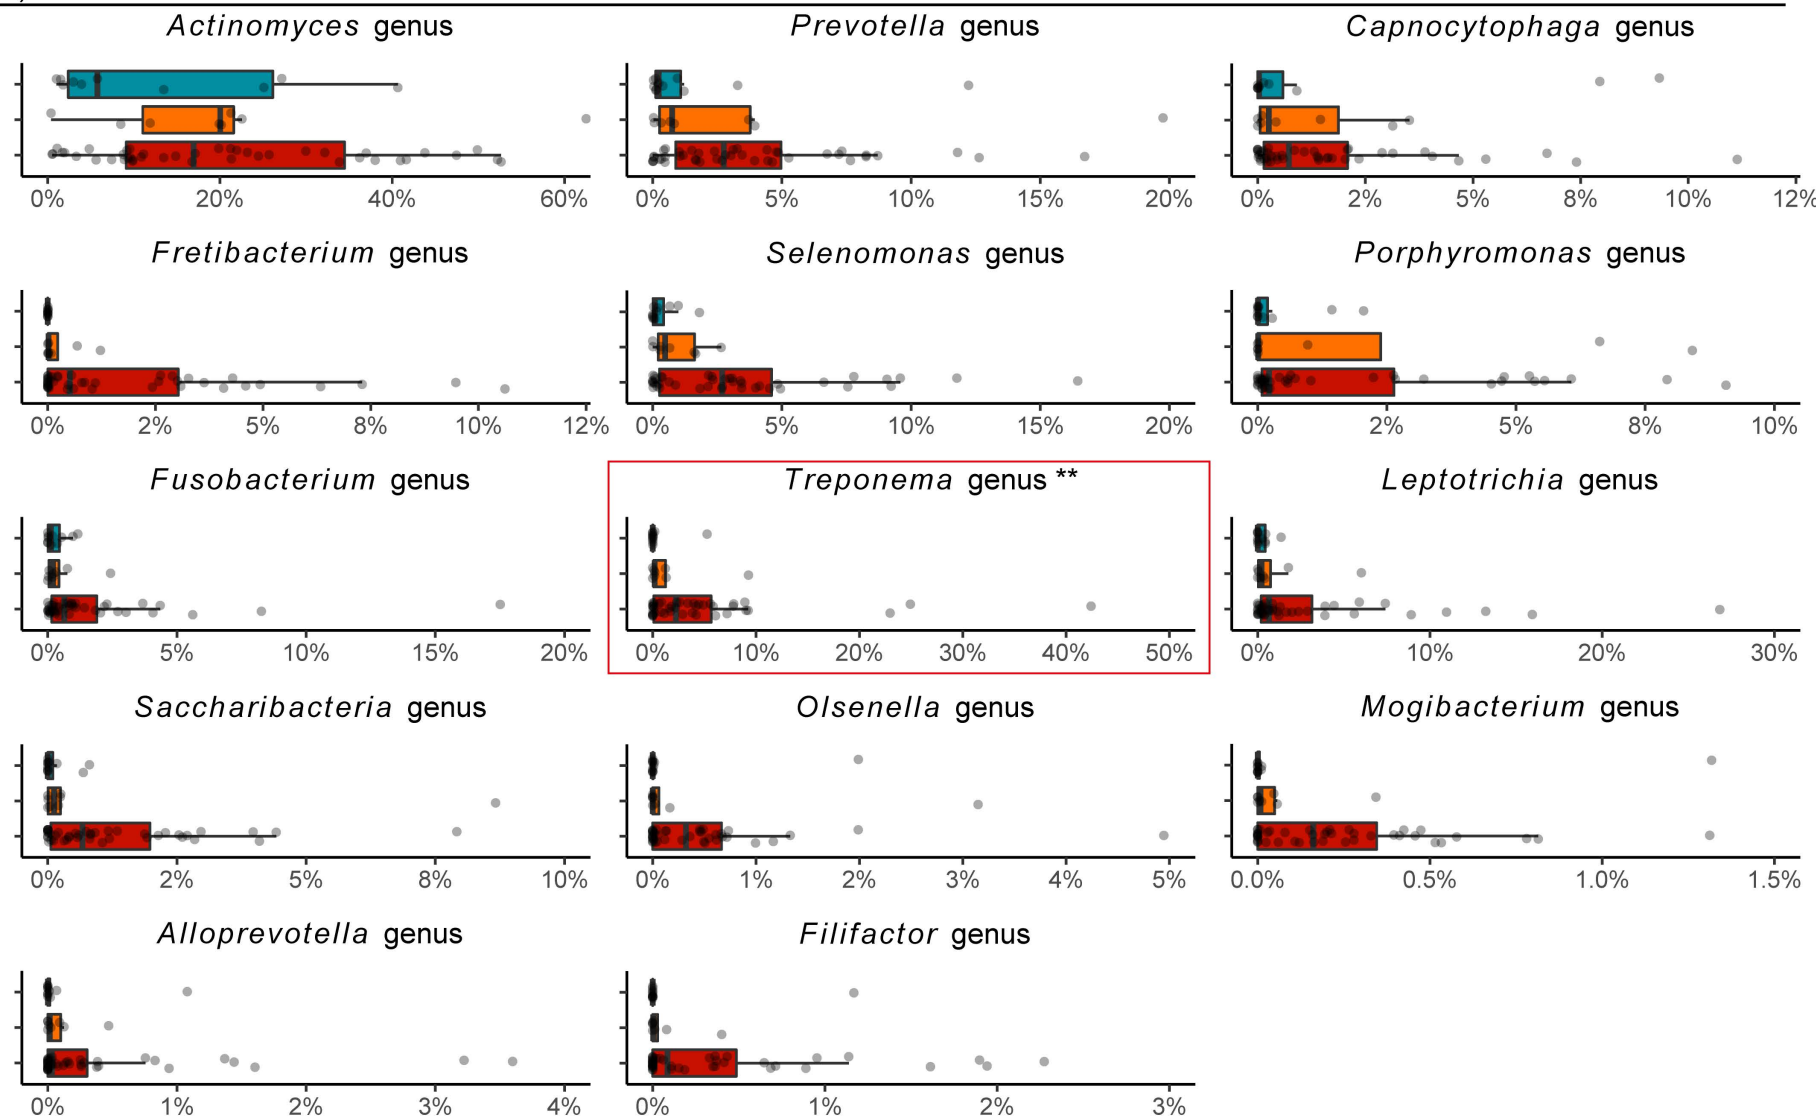 Actinomyces genus Prevotella genus Capnocytophaga genus
0% 20% 40% 60% 0% 5% 10% 15% 20% 0% 2% 5% 8% 10% 12%
Fretibacterium genus Selenomonas genus Porphyromonas genus
0% 2% 5% 8% 10% 12% 0% 5% 10% 15% 20% 0% 2% 5% 8% 10%
Fusobacterium genus Treponema genus ** Leptotrichia genus
0% 5% 10% 15% 20% 0% 10% 20% 30% 40% 50% 0% 10% 20% 30%
Saccharibacteria genus Olsenella genus Mogibacterium genus
0% 2% 5% 8% 10% 0% 1% 2% 3% 4% 5% 0.0% 0.5% 1.0% 1.5%
Alloprevotella genus Filifactor genus
0% 1% 2% 3% 4% 0% 1% 2% 3%